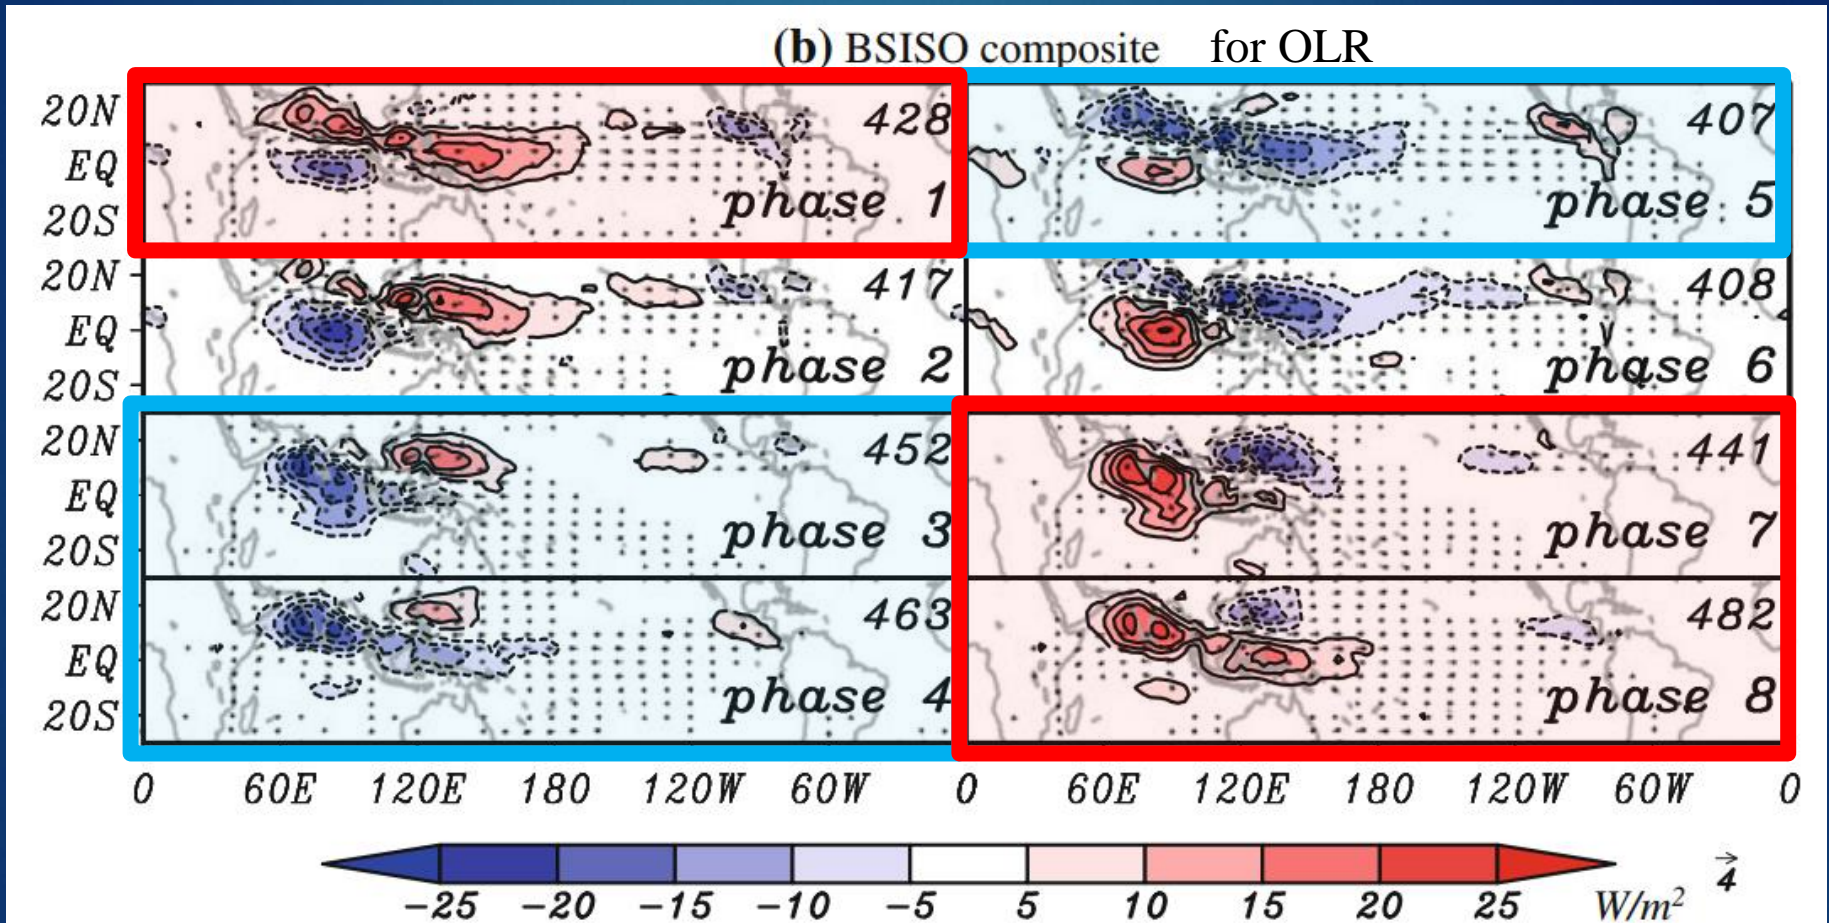 (b) BSISO composite for OLR
20N 428 407
EQ
20S phase 1 phase 5
20N 417 408
EQ
20S phase 2 phase 6
20N 452 441
EQ
20S phase 3 phase 7
20N 463 482
EQ
20S phase 4 phase 8
0 60E 120E 180 120W 60W 0 60E 120E 180 120W 60W 0
-25 -20 -15 -10 -5 5 10 15 20 25 W/m² 4